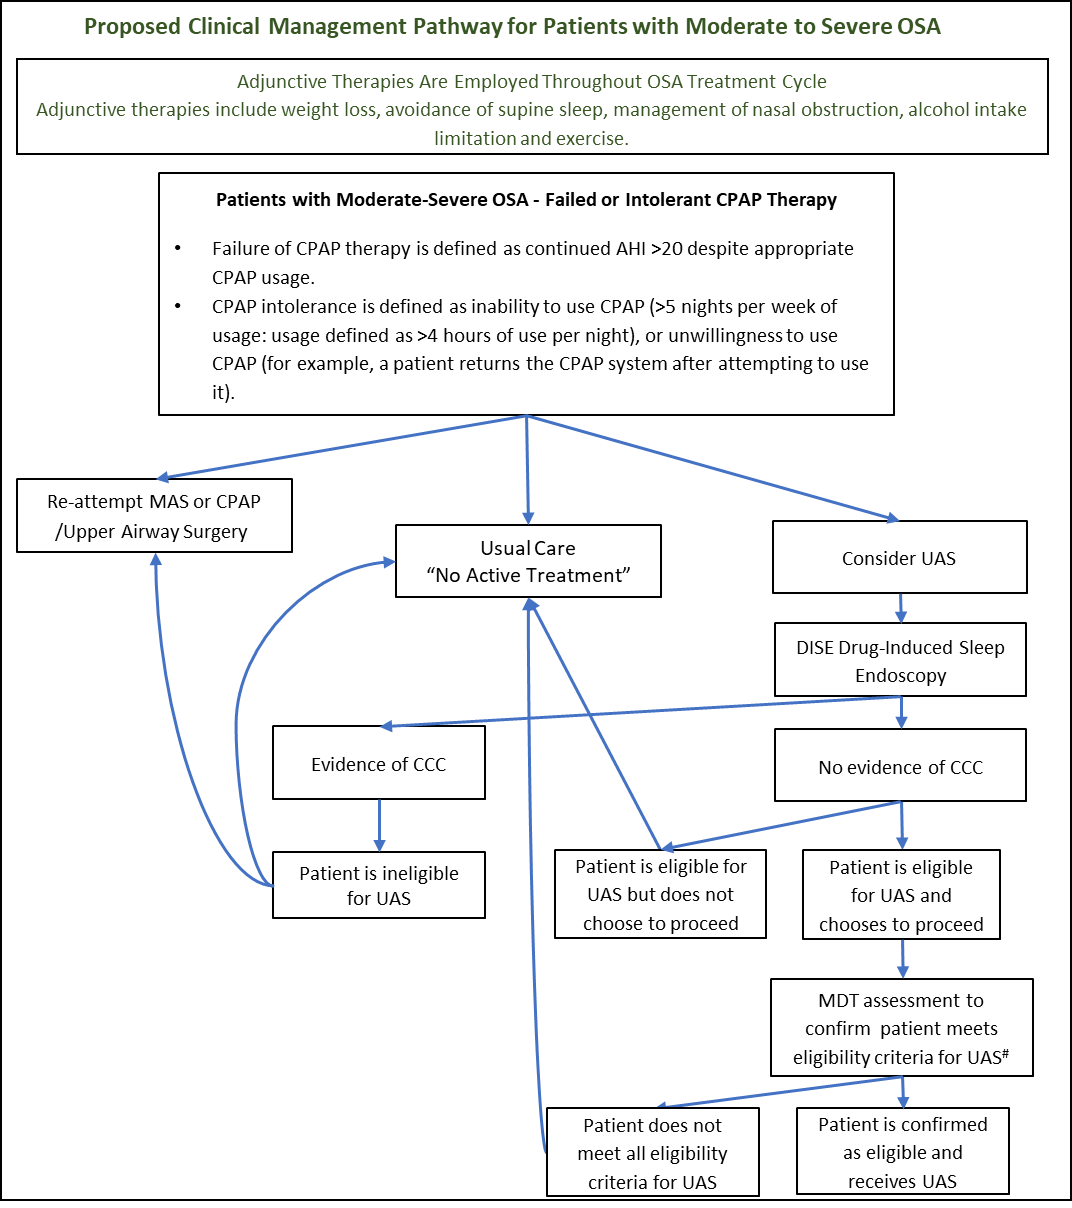 Proposed Clinical Management Pathway for Patients with Moderate to Severe OSA
Adjunctive Therapies Are Employed Throughout OSA Treatment Cycle
Adjunctive therapies include weight loss, avoidance of supine sleep, management of nasal obstruction, alcohol intake
limitation and exercise.
Patients with Moderate-Severe OSA - Failed or Intolerant CPAP Therapy
• Failure of CPAP therapy is defined as continued AHI >20 despite appropriate
CPAP usage.
• CPAP intolerance is defined as inability to use CPAP (>5 nights per week of
usage: usage defined as >4 hours of use per night), or unwillingness to use
CPAP (for example, a patient returns the CPAP system after attempting to use
it).
Re-attempt MAS or CPAP
/Upper Airway Surgery
Usual Care
“No Active Treatment”
Consider UAS
DISE Drug-Induced Sleep
Endoscopy
Evidence of CCC
No evidence of CCC
Patient is ineligible
for UAS
Patient is eligible for
UAS but does not
choose to proceed
Patient is eligible
for UAS and
chooses to proceed
MDT assessment to
confirm patient meets
eligibility criteria for UAS#
Patient does not
meet all eligibility
criteria for UAS
Patient is confirmed
as eligible and
receives UAS